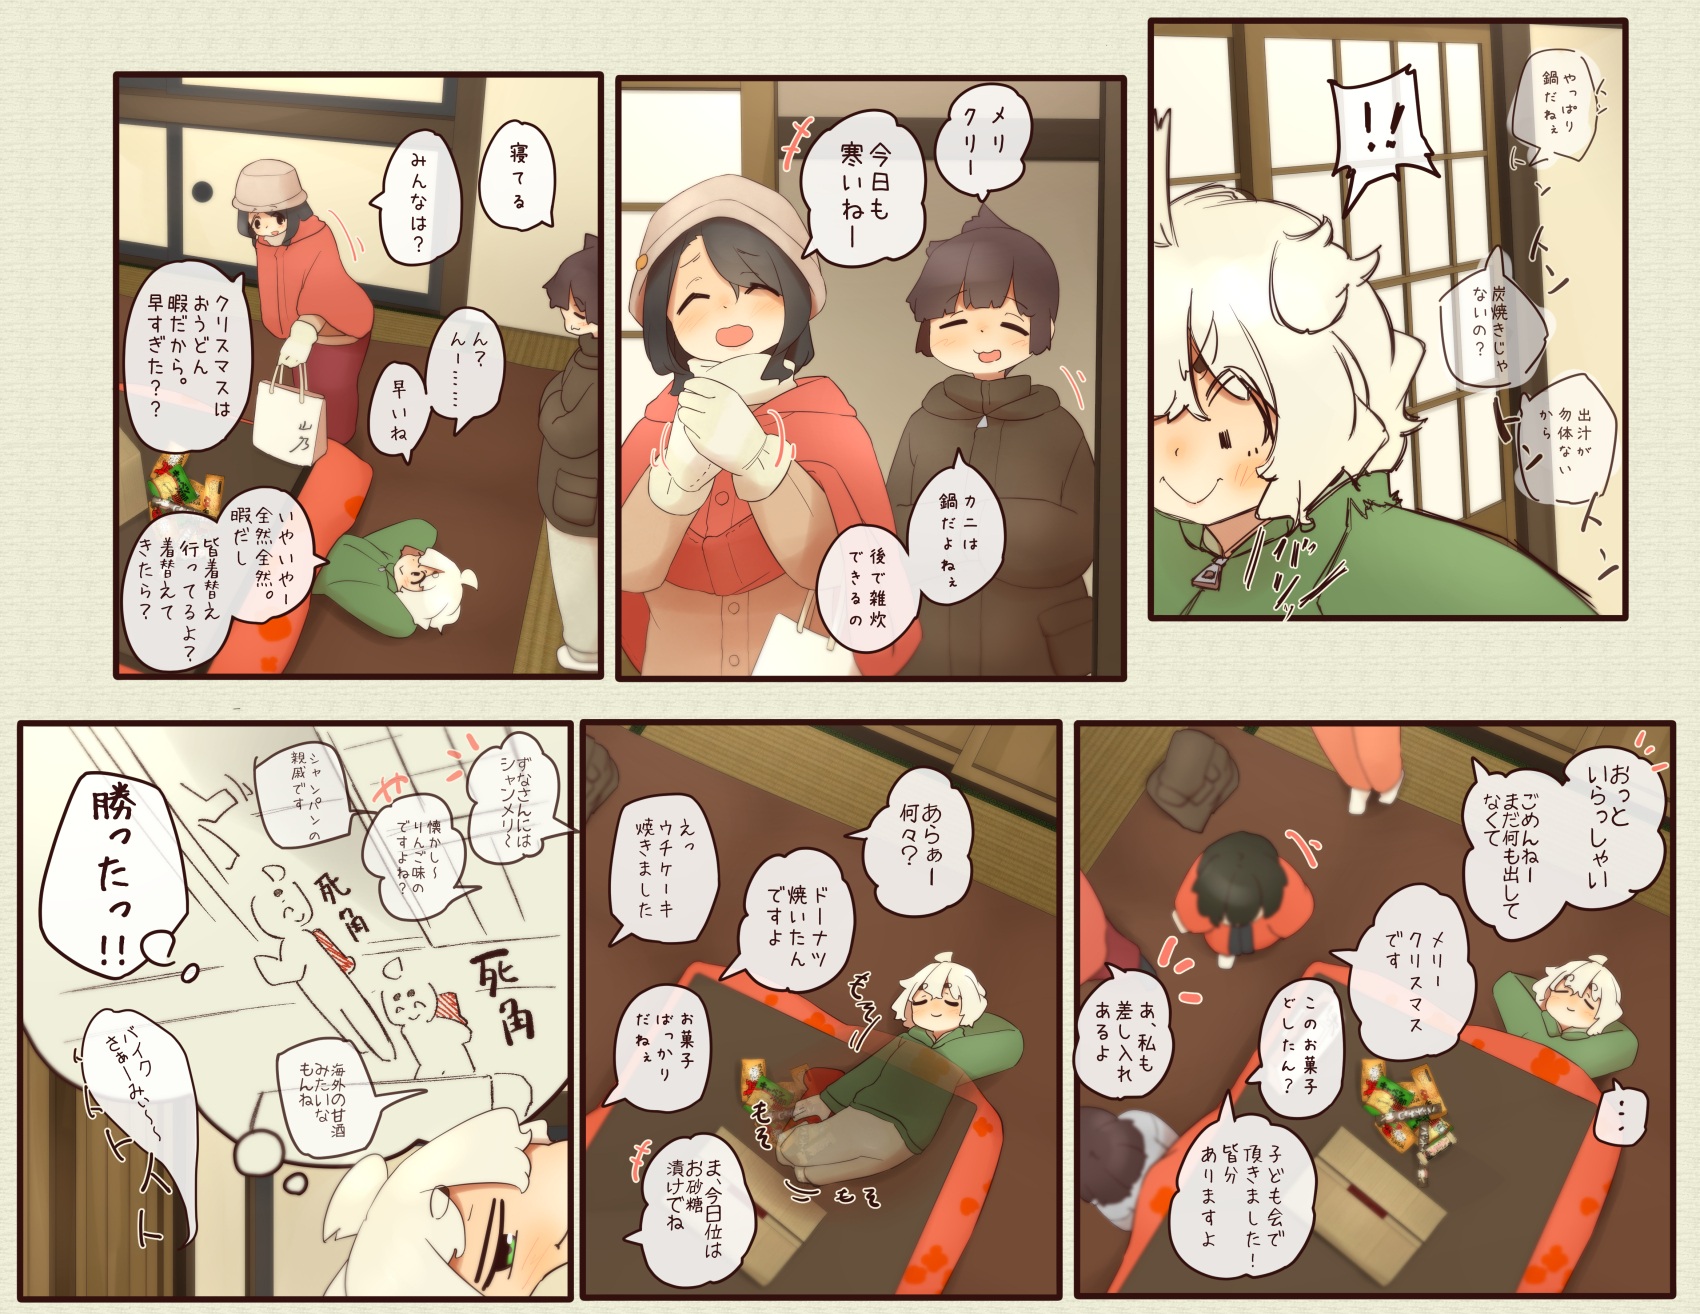 やっぱり
鍋だねぇ
トントントントントン
!!
炭焼きじゃ
ないの?
出汁が
勿体ない
から
ガバリッ
メリ
クリー
今日も
寒いねー
カニは
鍋だよねぇ
後で雑炊
できるの
寝てる
みんなは?
ん?
んー……
早いね
クリスマスは
おうどん
暇だから。
早すぎた??
山乃
いやいやー
全然全然。
暇だし
皆着替え
行ってるよ?
着替えて
きたら?
おっと
いらっしゃい
ごめんねー
まだ何も出して
なくて
メリー
クリスマス
です
このお菓子
どしたん?
あ、私も
差し入れ
あるよ
子ども会で
頂きました!
皆分
ありますよ
…
あらぁー
何々?
ドーナツ
焼いたん
ですよ
えっ
ウチケーキ
焼きました
お菓子
ばっかり
だねぇ
ま、今日位は
お砂糖
漬けでね
もそ
もそ
もそ
ずなさんには
シャンメリ〜
懐かし〜
りんご味の
ですよね?
シャンパンの
親戚です
死角
死角
海外の甘酒
みたいな
もんね
勝ったっ!!
バイクみぃ〜〜
さぁー
トトトト